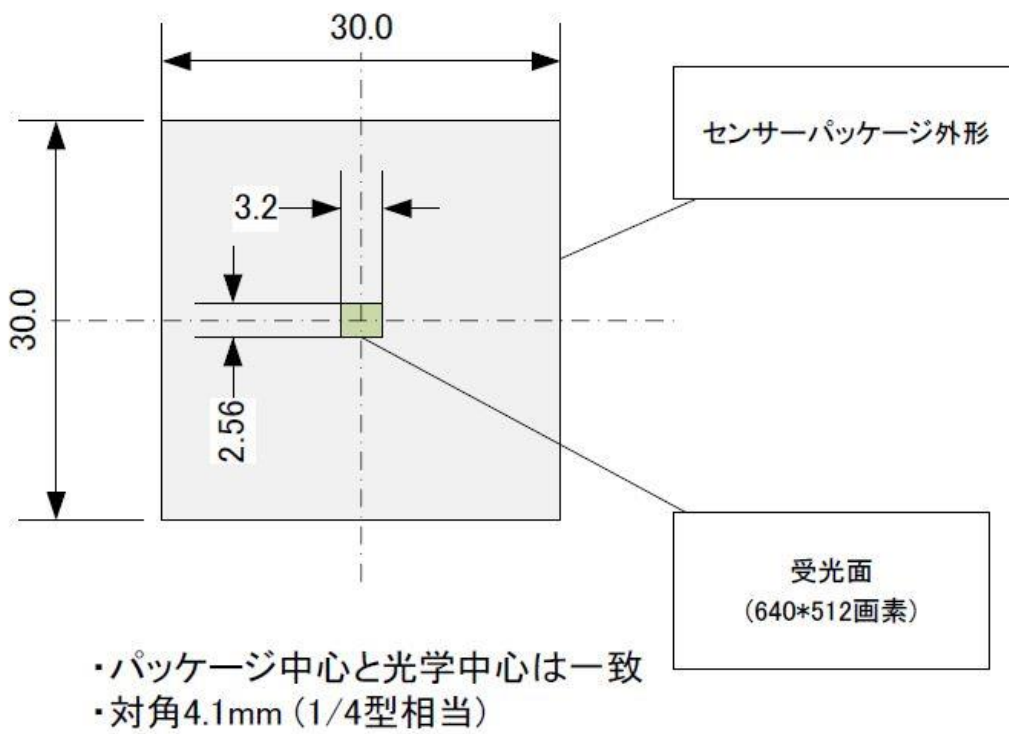 30.0
センサーパッケージ外形
3.2
30.0
2.56
受光面
(640*512画素)
・パッケージ中心と光学中心は一致
・対角4.1mm (1/4型相当)